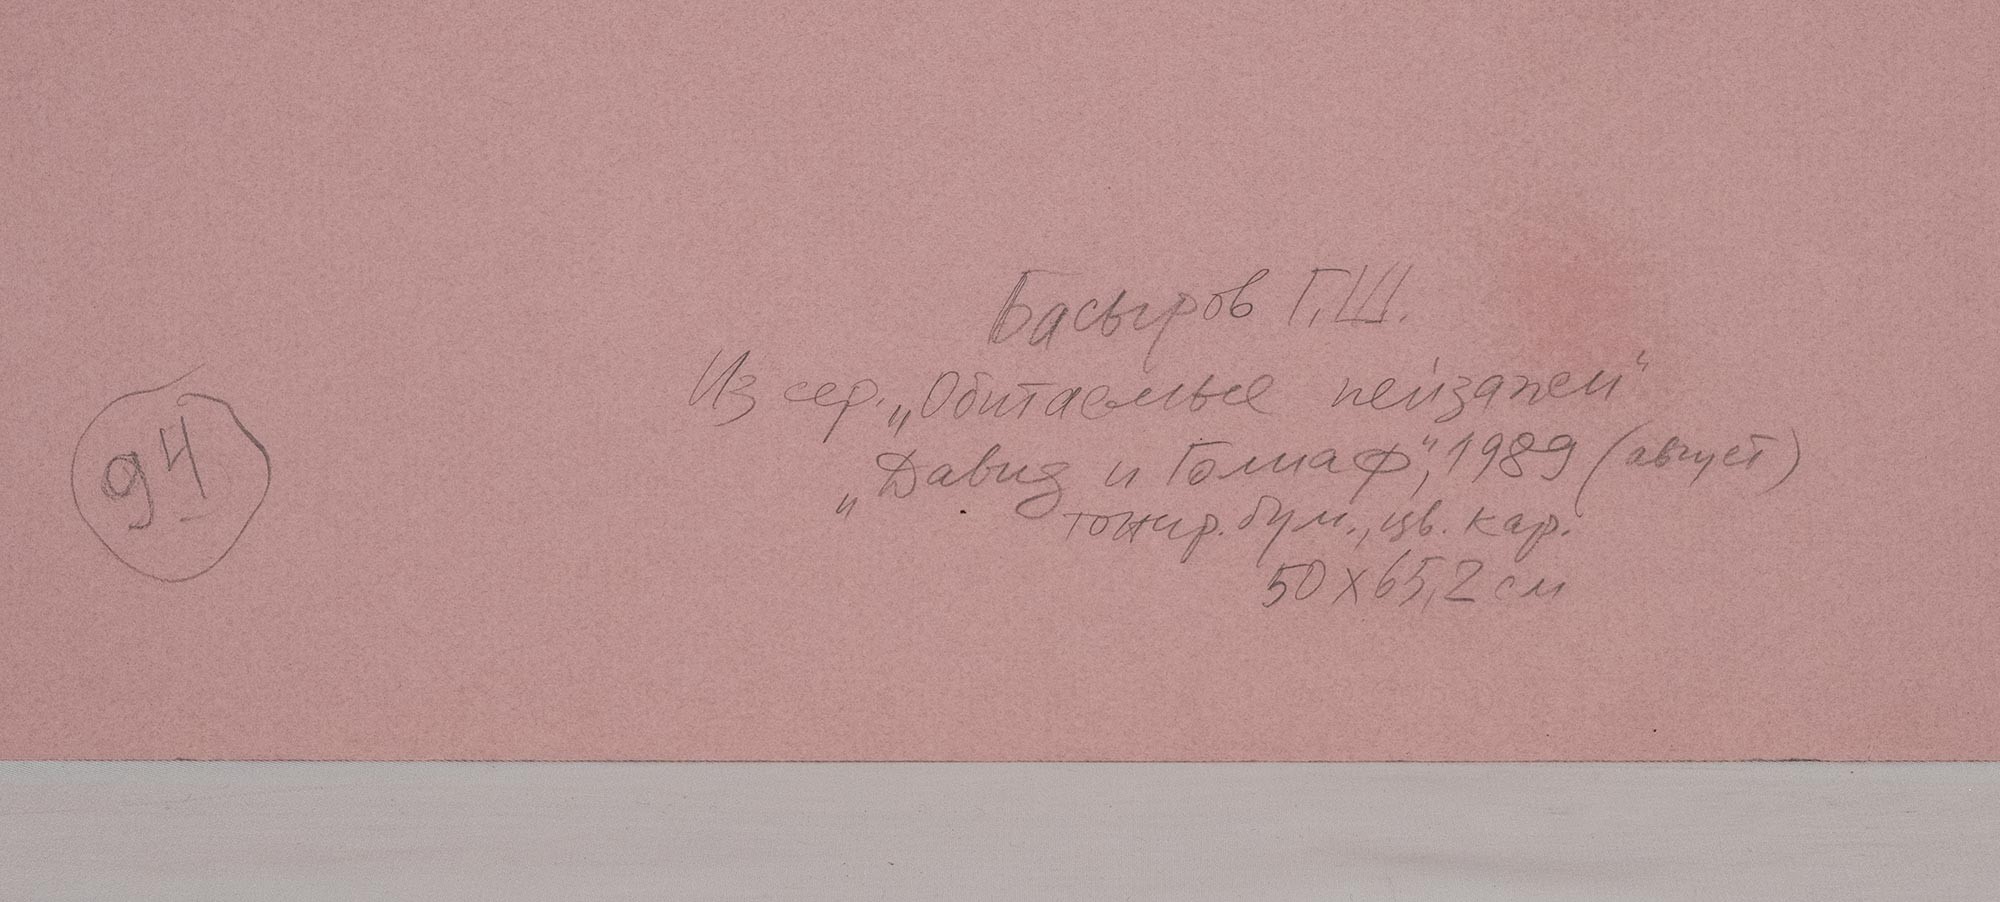 Басыров Г.Ш.
Из сер. „Обитаемые пейзажи“
„Давид и Голиаф“, 1989 (август)
тонир. бум., цв. кар.
50 х 65,2 см
94